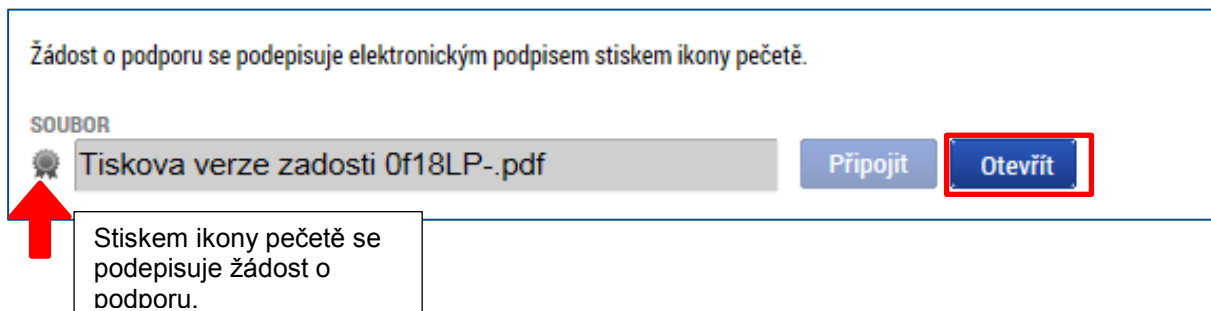 Žádost o podporu se podepisuje elektronickým podpisem stiskem ikony pečetě.
SOUBOR
Tiskova verze zadosti 0f18LP-.pdf
Připojit
Otevřít
Stiskem ikony pečetě se
podepisuje žádost o
podporu.